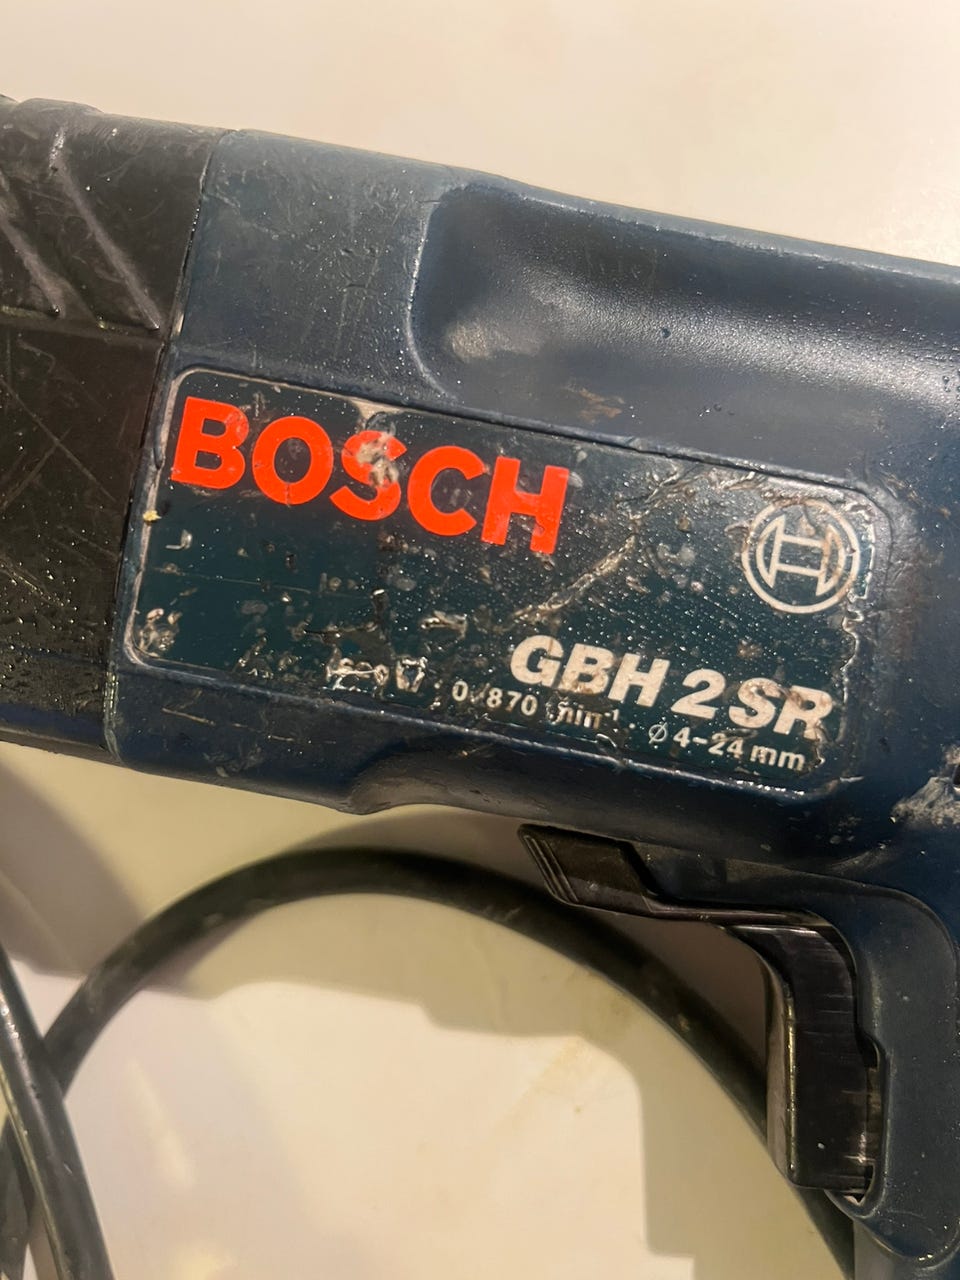 BOSCH
GBH 2 SR
0-870 min⁻¹ · Ø 4-24 mm